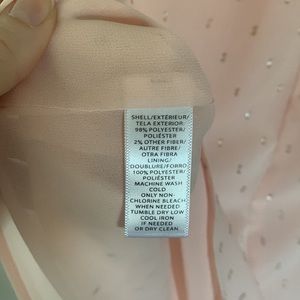 SHELL/EXTÉRIEUR/
TELA EXTERIOR:
98% POLYESTER/
POLIÉSTER
2% OTHER FIBER/
AUTRE FIBRE/
OTRA FIBRA
LINING/
DOUBLURE/FORRO:
100% POLYESTER/
POLIÉSTER
MACHINE WASH
COLD
ONLY NON-
CHLORINE BLEACH
WHEN NEEDED
TUMBLE DRY LOW
COOL IRON
IF NEEDED
OR DRY CLEAN.